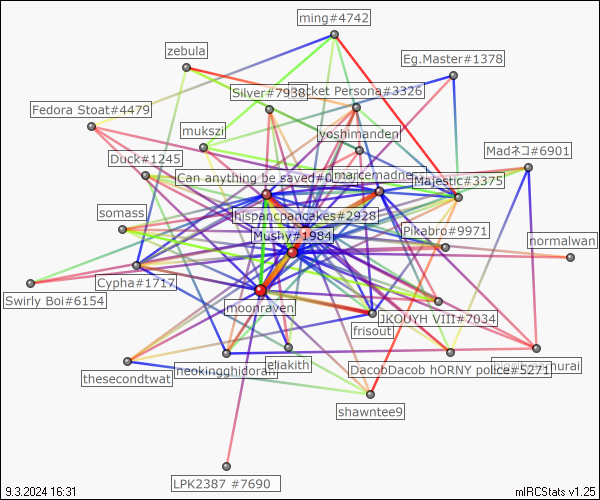 ming#4742
zebula
Eg.Master#1378
Silver#7938
cket Persona#3326
Fedora Stoat#4479
mukszi
yoshimanden
Madネコ#6901
Duck#1245
Can anything be saved#0
marcemadne
Majestic#3375
somass
hispancpancakes#2928
Mushy#1984
Pikabro#9971
normalwan
Cypha#1717
Swirly Boi#6154
moonraven
JKOUYH VIII#7034
frisout
thesecondtwat
neokingghidorah
eliakith
DacobDacob hORNY police#5271
murai
shawntee9
LPK2387 #7690
9.3.2024 16:31
mIRCStats v1.25